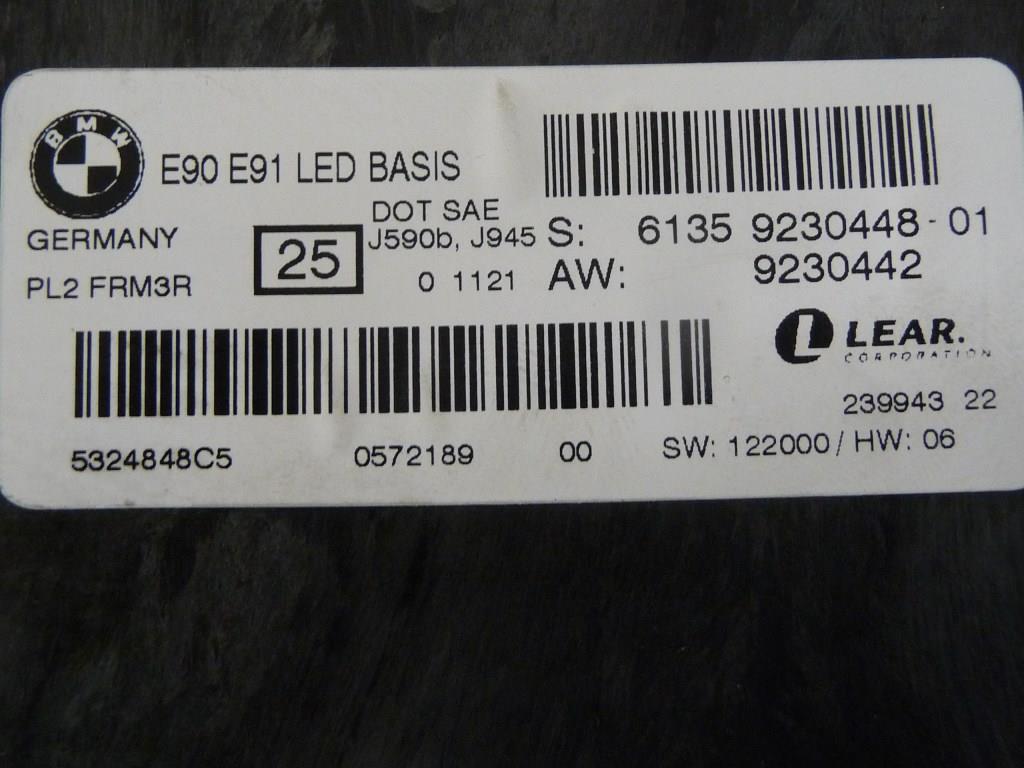 BMW
E90 E91 LED BASIS
GERMANY
PL2 FRM3R
25
DOT SAE
J590b, J945
0 1121
S: 6135 9230448-01
AW: 9230442
LEAR.
CORPORATION
239943 22
5324848C5 0572189 00 SW: 122000 / HW: 06